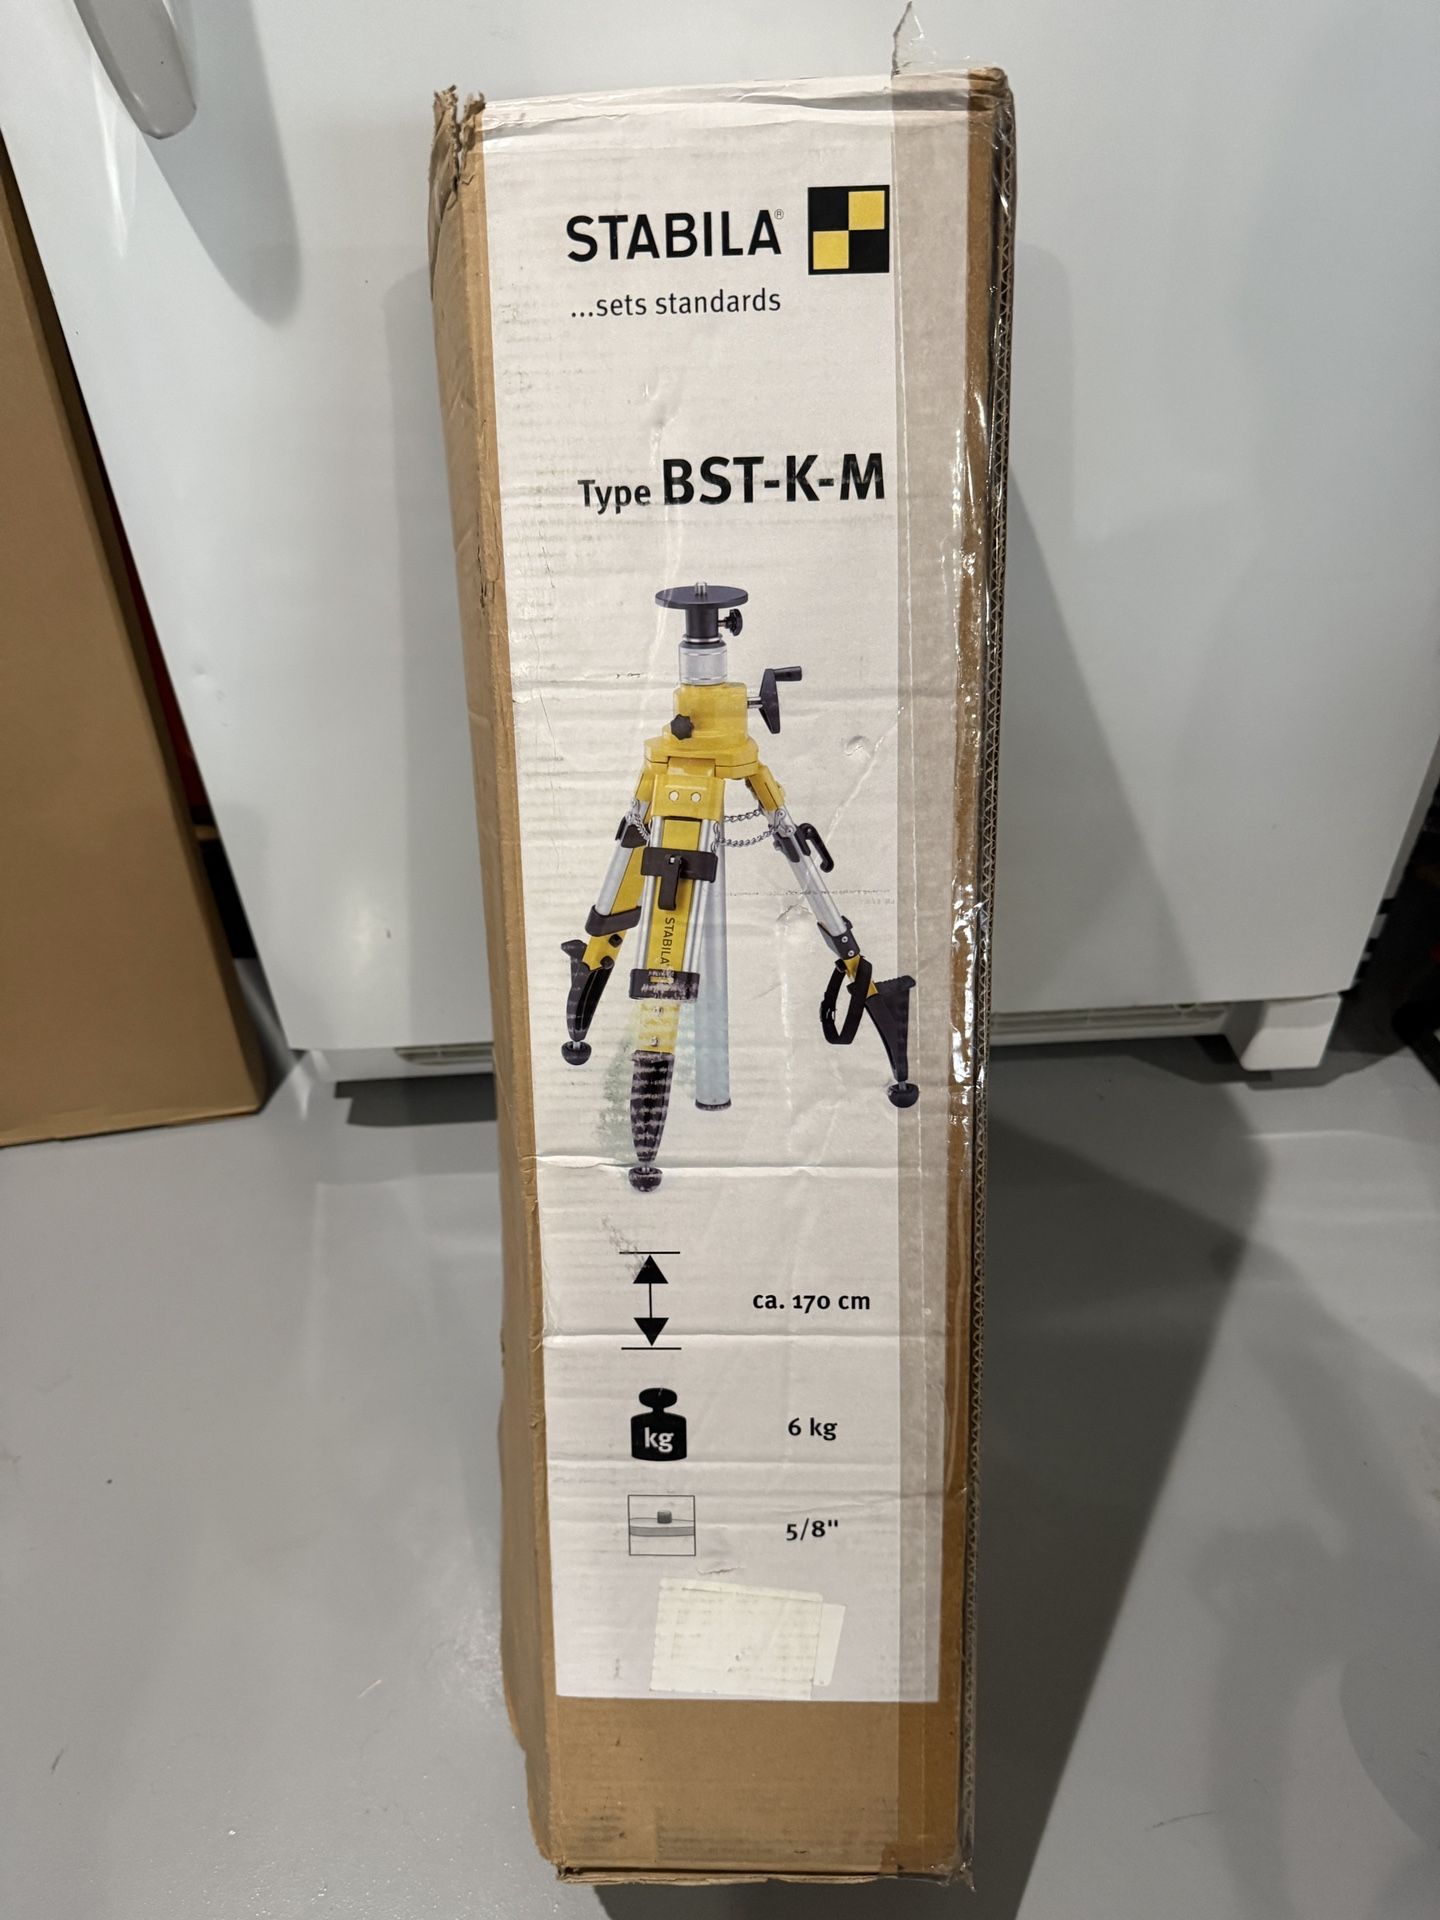 STABILA®
...sets standards
Type BST-K-M
STABILA
ca. 170 cm
kg
6 kg
5/8"